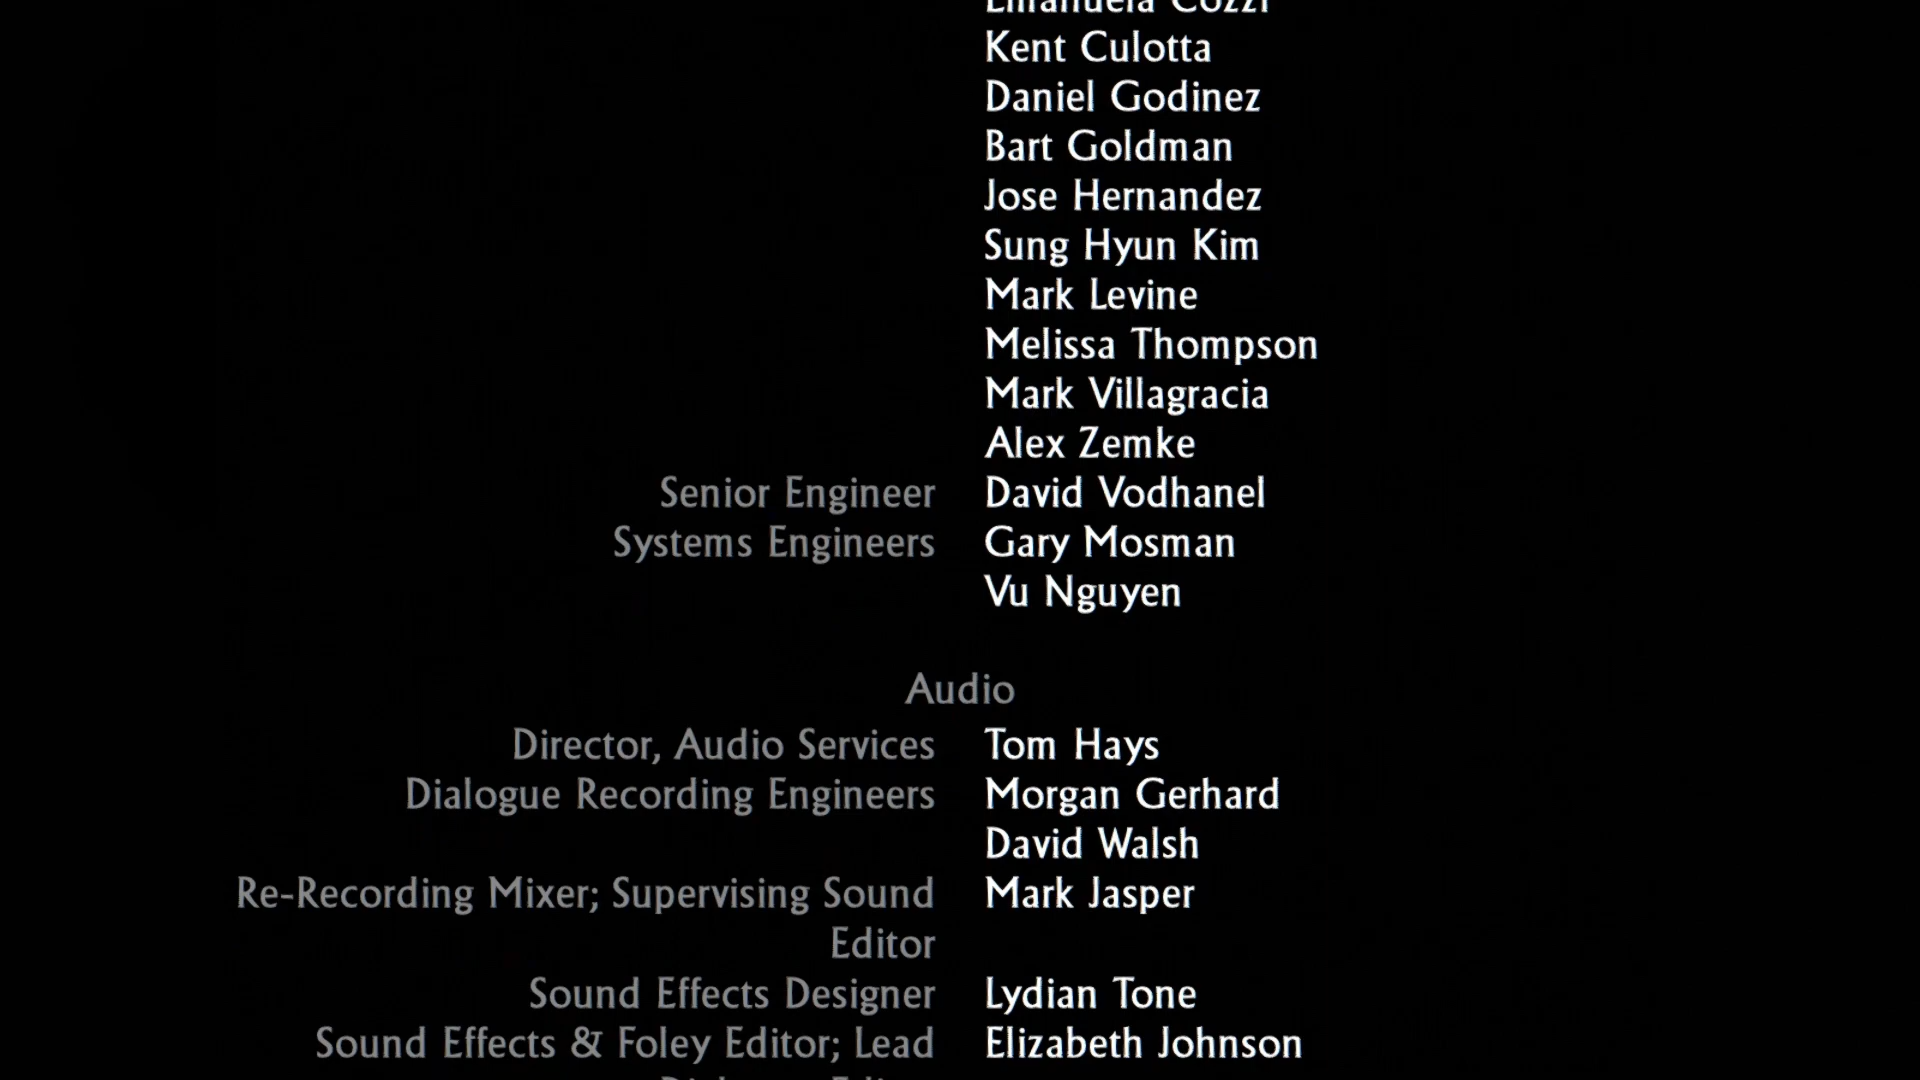 Emanuela Cozzi
Kent Culotta
Daniel Godinez
Bart Goldman
Jose Hernandez
Sung Hyun Kim
Mark Levine
Melissa Thompson
Mark Villagracia
Alex Zemke
Senior Engineer David Vodhanel
Systems Engineers Gary Mosman
Vu Nguyen
Audio
Director, Audio Services Tom Hays
Dialogue Recording Engineers Morgan Gerhard
David Walsh
Re-Recording Mixer; Supervising Sound Mark Jasper
Editor
Sound Effects Designer Lydian Tone
Sound Effects & Foley Editor; Lead Elizabeth Johnson